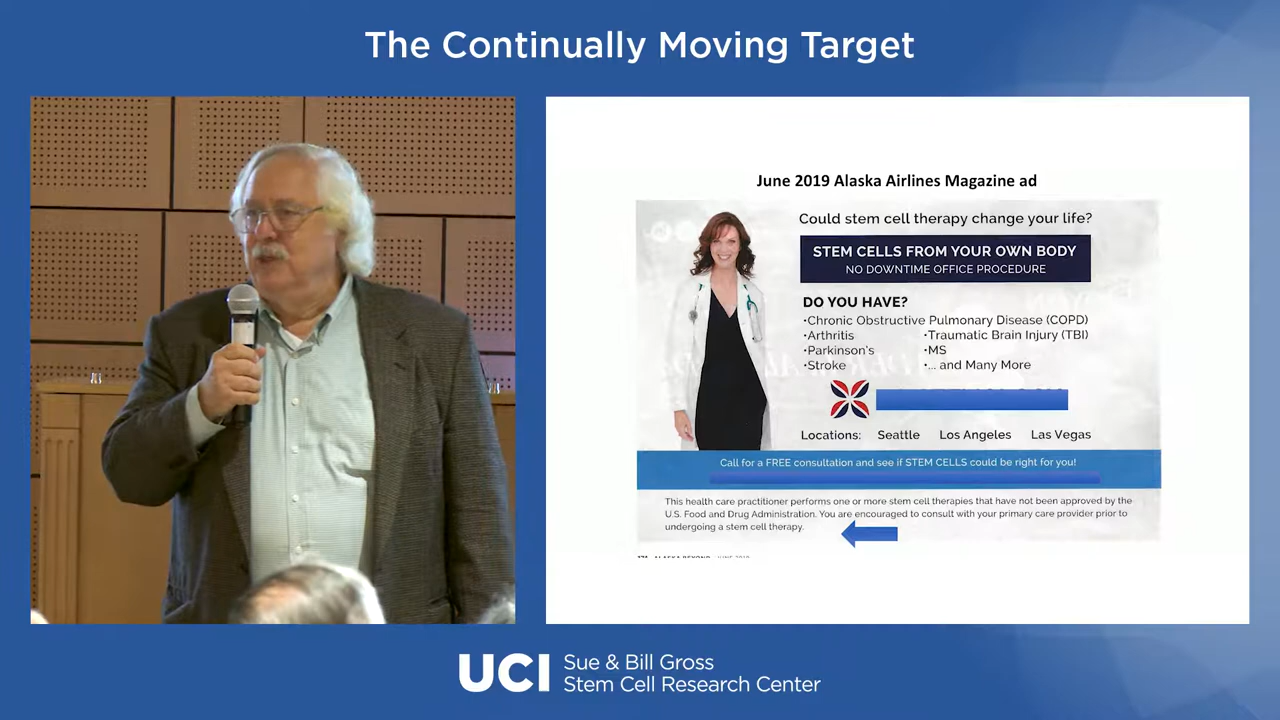 The Continually Moving Target
June 2019 Alaska Airlines Magazine ad
Could stem cell therapy change your life?
STEM CELLS FROM YOUR OWN BODY
NO DOWNTIME OFFICE PROCEDURE
DO YOU HAVE?
•Chronic Obstructive Pulmonary Disease (COPD)
•Arthritis
•Traumatic Brain Injury (TBI)
•Parkinson's
•MS
•Stroke
•... and Many More
Locations: Seattle Los Angeles Las Vegas
Call for a FREE consultation and see if STEM CELLS could be right for you!
This health care practitioner performs one or more stem cell therapies that have not been approved by the
U.S. Food and Drug Administration. You are encouraged to consult with your primary care provider prior to
undergoing a stem cell therapy.
UCI
Sue & Bill Gross
Stem Cell Research Center